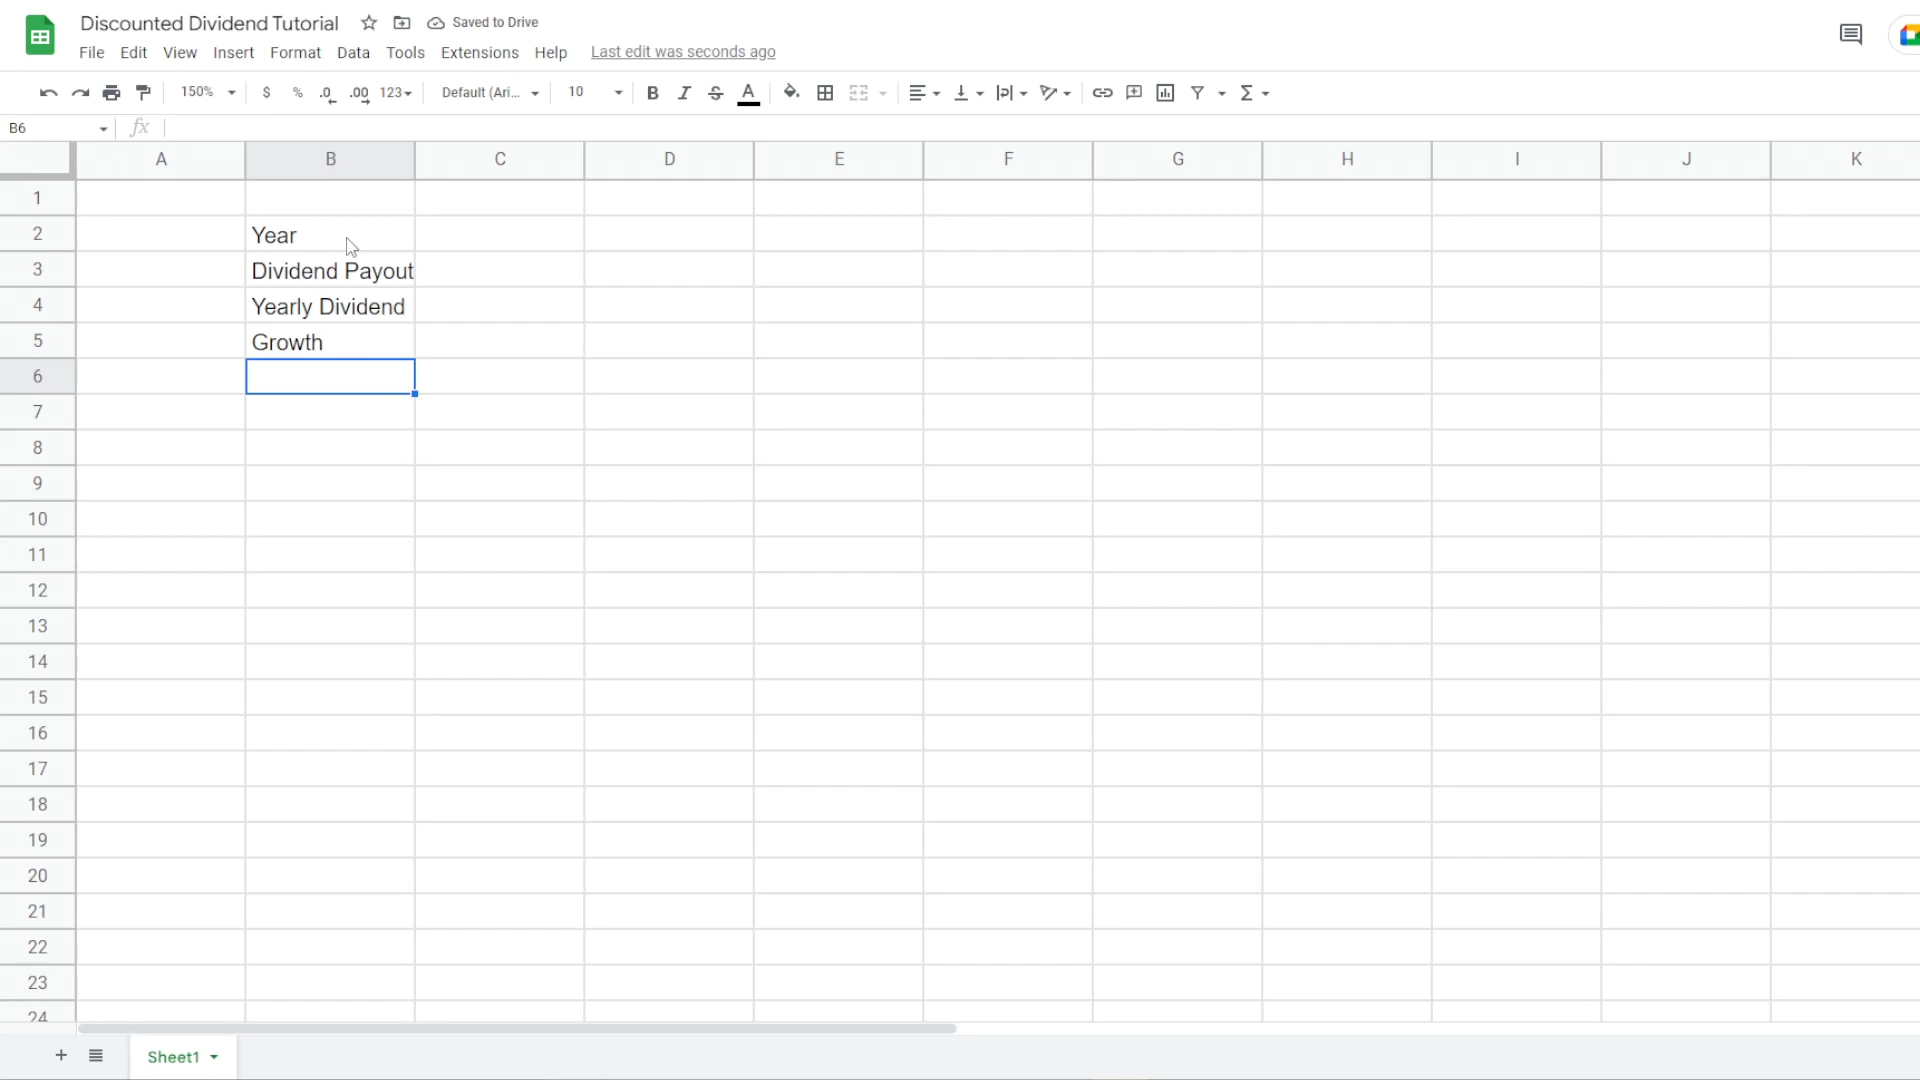 Discounted Dividend Tutorial Saved to Drive
File Edit View Insert Format Data Tools Extensions Help Last edit was seconds ago
150% $ % .0 .00 123 Default (Ari... 10 B I S A Σ
B6 fx
A B C D E F G H I J K
1
2 Year
3 Dividend Payout
4 Yearly Dividend
5 Growth
6
7
8
9
10
11
12
13
14
15
16
17
18
19
20
21
22
23
24
+ Sheet1